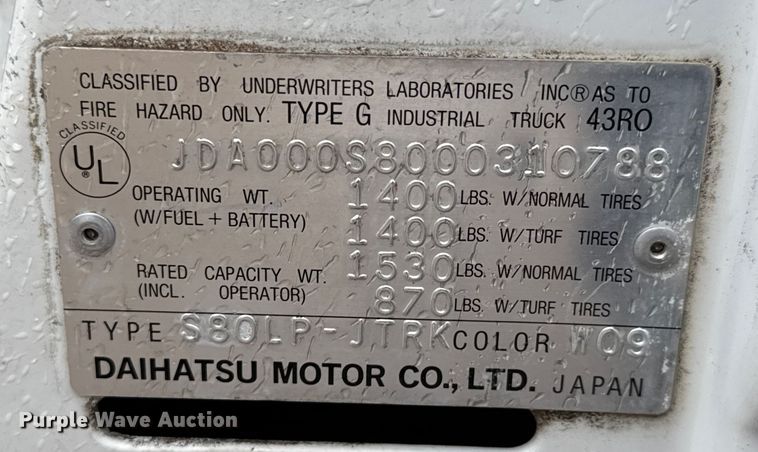 CLASSIFIED BY UNDERWRITERS LABORATORIES INC® AS TO
FIRE HAZARD ONLY. TYPE G INDUSTRIAL TRUCK 43RO
CLASSIFIED
UL®
JDA000S8000310788
OPERATING WT. 1400 LBS. W/NORMAL TIRES
(W/FUEL + BATTERY) 1400 LBS. W/TURF TIRES
RATED CAPACITY WT. 1530 LBS. W/NORMAL TIRES
(INCL. OPERATOR) 870 LBS W/TURF TIRES
TYPE S80LP-JTRK COLOR W09
DAIHATSU MOTOR CO., LTD. JAPAN
Purple Wave Auction